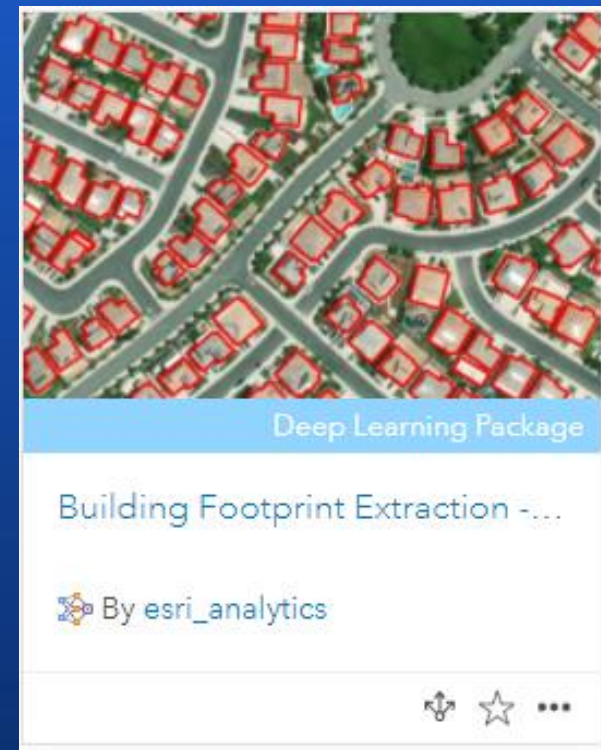 Deep Learning Package
Building Footprint Extraction -...
By esri_analytics